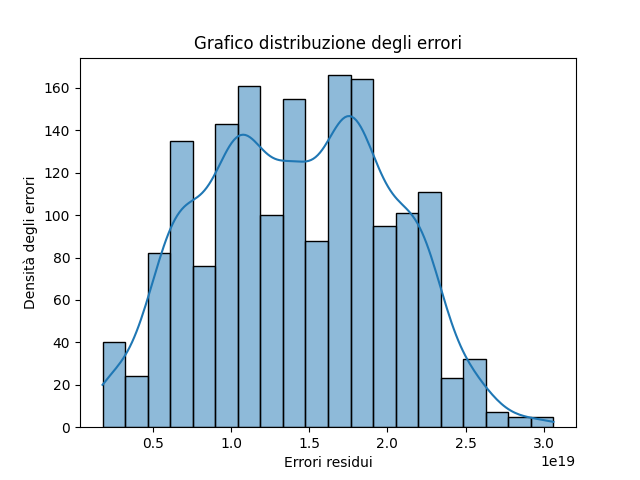 Grafico distribuzione degli errori
160
140
120
100
80
60
40
20
0
Densità degli errori
0.5 1.0 1.5 2.0 2.5 3.0
1e19
Errori residui